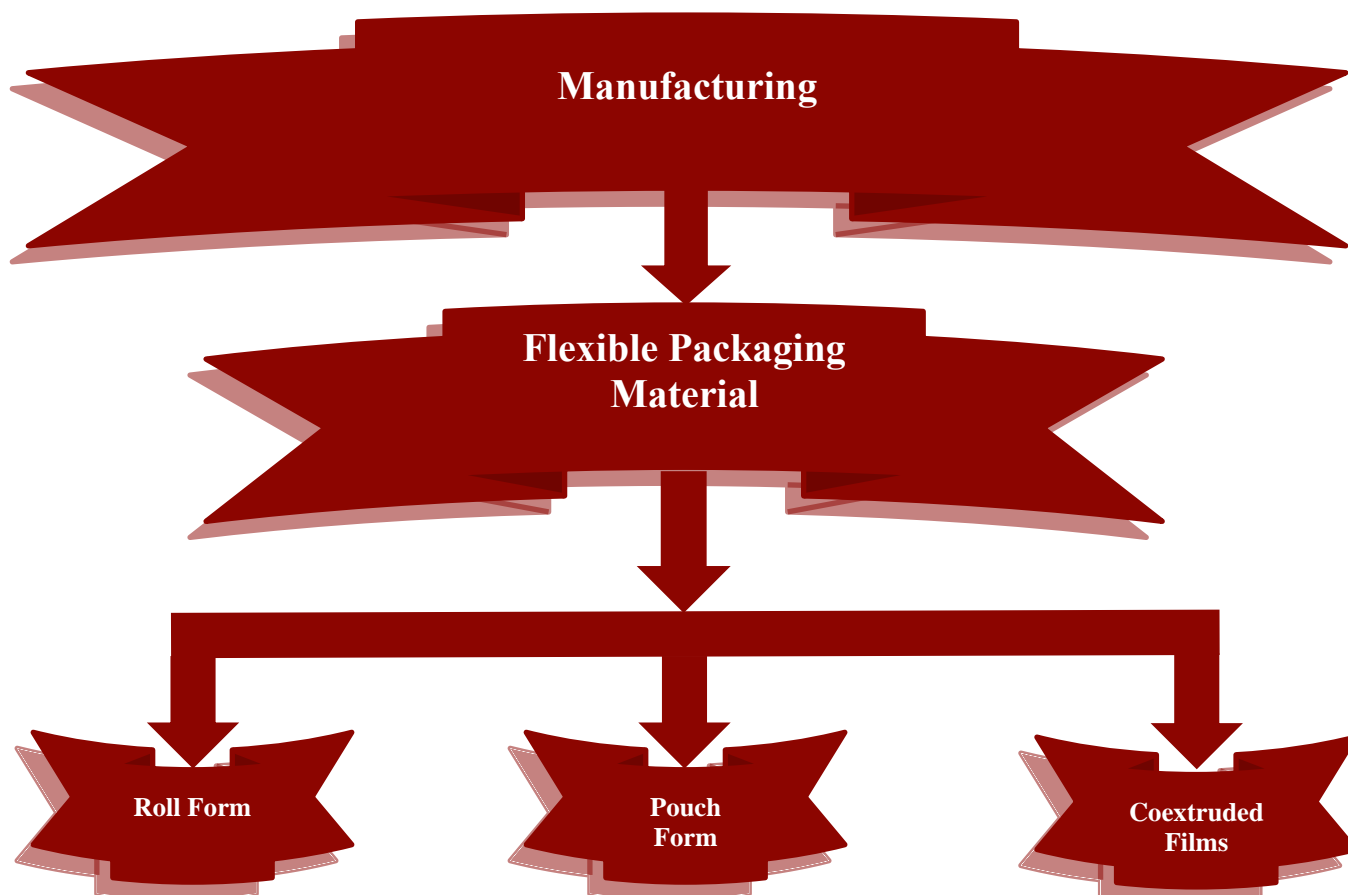 Manufacturing
Flexible Packaging
Material
Roll Form
Pouch
Form
Coextruded
Films